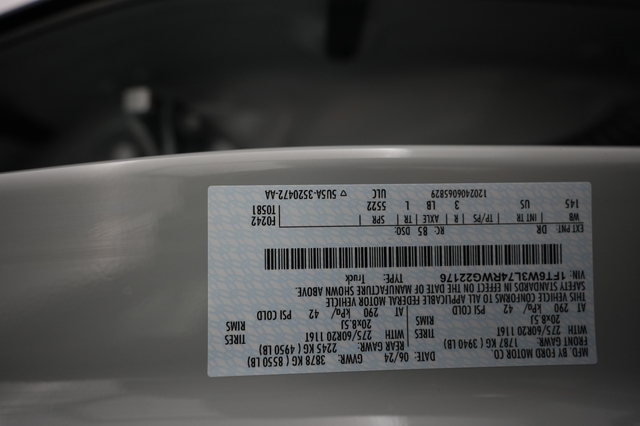 MFD. BY FORD MOTOR CO.
DATE: 06/24 GVWR: 3878 KG ( 8550 LB)
FRONT GAWR: 1787 KG ( 3940 LB) REAR GAWR: 2245 KG ( 4950 LB)
WITH 275/60R20 116T TIRES WITH 275/60R20 116T TIRES
20x8.5J RIMS 20x8.5J RIMS
290 kPa/ 42 PSI COLD 290 kPa/ 42 PSI COLD
THIS VEHICLE CONFORMS TO ALL APPLICABLE FEDERAL MOTOR VEHICLE
SAFETY STANDARDS IN EFFECT ON THE DATE OF MANUFACTURE SHOWN ABOVE.
VIN: 1FT6W3L74RWG22176 TYPE: Truck
EXT PNT: DR RC: 85 DSO: F0242
WB INTR TR TP/PS R AXLE TR SPR T0581
145 US 3 LB L 5522
1202406065829 ULC SU5A-3520472-AA